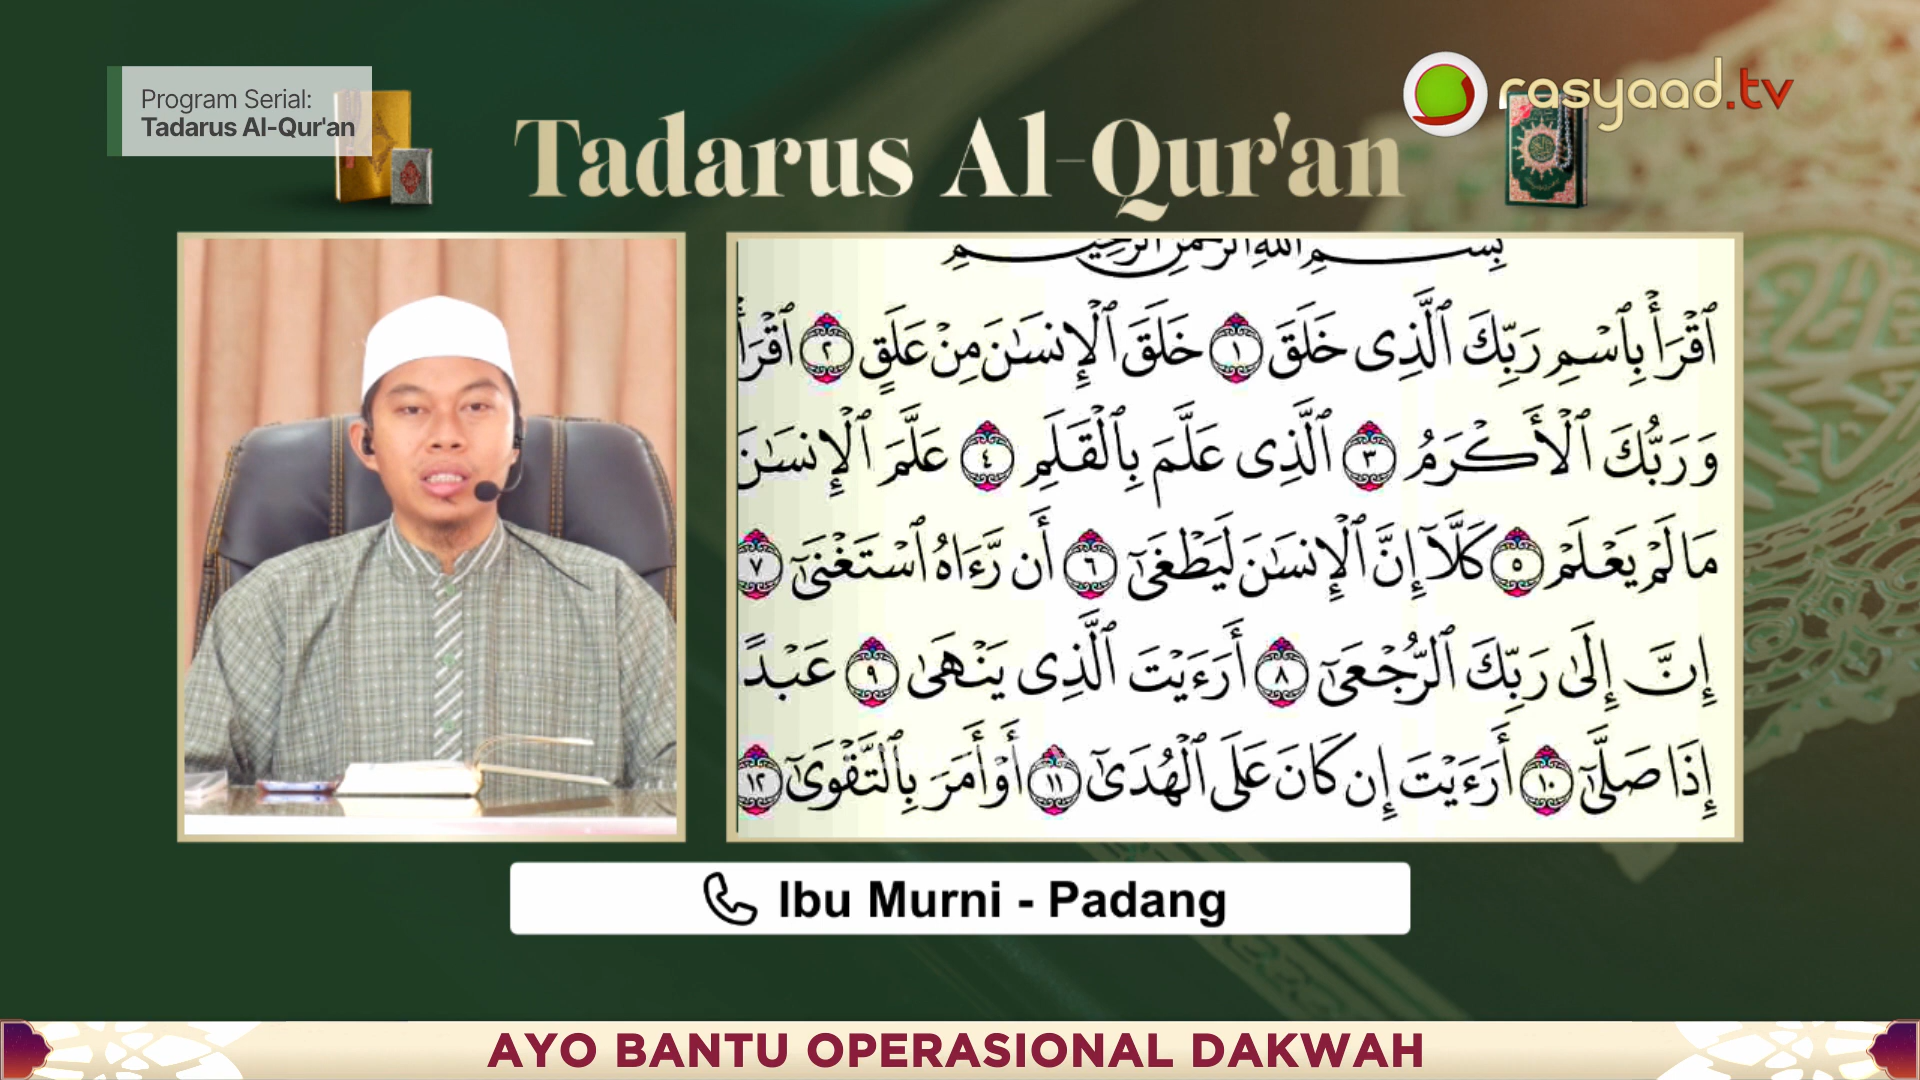 Program Serial:
Tadarus Al-Qur'an
Tadarus Al-Qur'an
rasyaad.tv
بِسْمِ ٱللَّهِ ٱلرَّحْمَٰنِ ٱلرَّحِيمِ
ٱقْرَأْ بِٱسْمِ رَبِّكَ ٱلَّذِى خَلَقَ ١ خَلَقَ ٱلْإِنسَٰنَ مِنْ عَلَقٍ ٢ ٱقْرَأْ
وَرَبُّكَ ٱلْأَكْرَمُ ٣ ٱلَّذِى عَلَّمَ بِٱلْقَلَمِ ٤ عَلَّمَ ٱلْإِنسَٰنَ
مَا لَمْ يَعْلَمْ ٥ كَلَّآ إِنَّ ٱلْإِنسَٰنَ لَيَطْغَىٰٓ ٦ أَن رَّءَاهُ ٱسْتَغْنَىٰٓ ٧
إِنَّ إِلَىٰ رَبِّكَ ٱلرُّجْعَىٰٓ ٨ أَرَءَيْتَ ٱلَّذِى يَنْهَىٰ ٩ عَبْدًا
إِذَا صَلَّىٰٓ ١٠ أَرَءَيْتَ إِن كَانَ عَلَى ٱلْهُدَىٰٓ ١١ أَوْ أَمَرَ بِٱلتَّقْوَىٰٓ ١٢
Ibu Murni - Padang
AYO BANTU OPERASIONAL DAKWAH